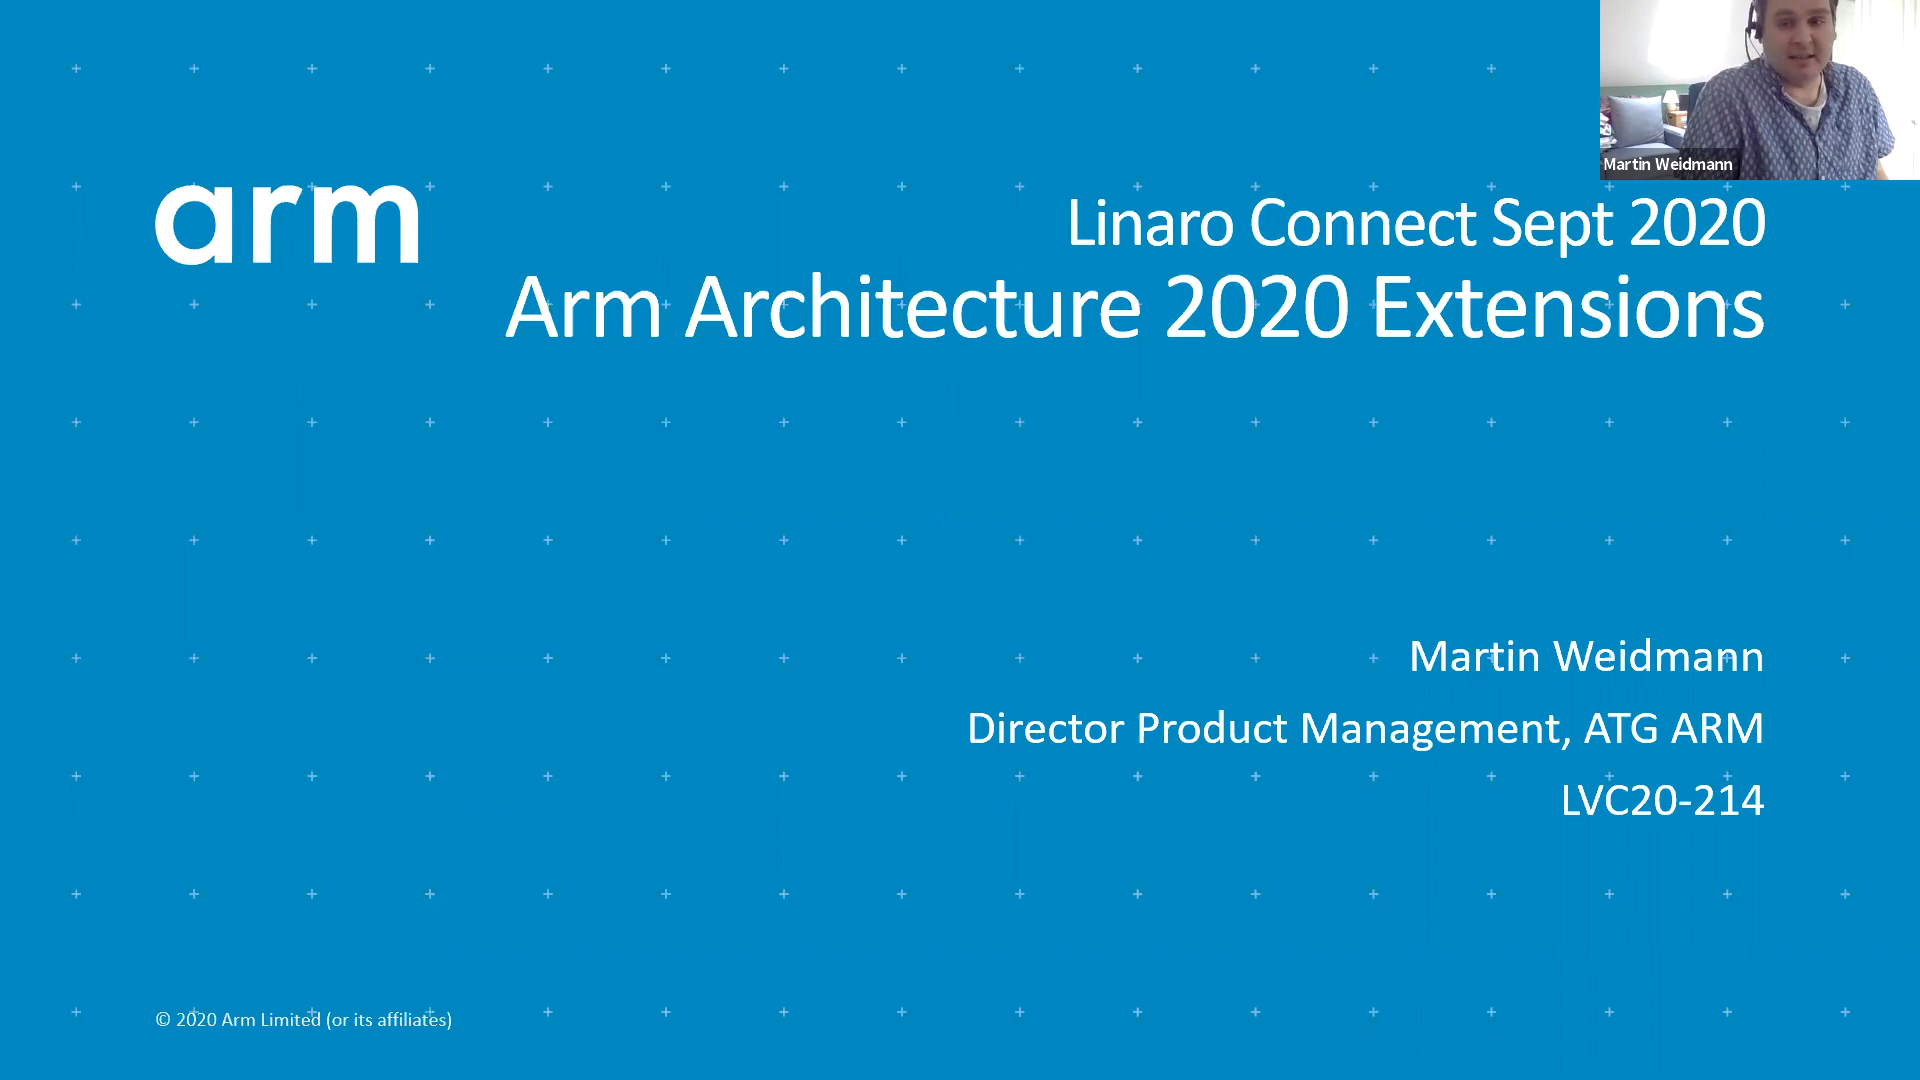 Martin Weidmann
arm
Linaro Connect Sept 2020
Arm Architecture 2020 Extensions
Martin Weidmann
Director Product Management, ATG ARM
LVC20-214
© 2020 Arm Limited (or its affiliates)